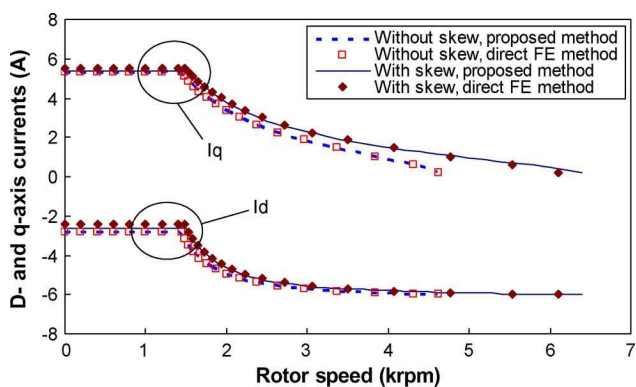 D- and q-axis currents (A)
8
6
4
2
0
-2
-4
-6
-8
Without skew, proposed method
Without skew, direct FE method
With skew, proposed method
With skew, direct FE method
Iq
Id
0 1 2 3 4 5 6 7
Rotor speed (krpm)